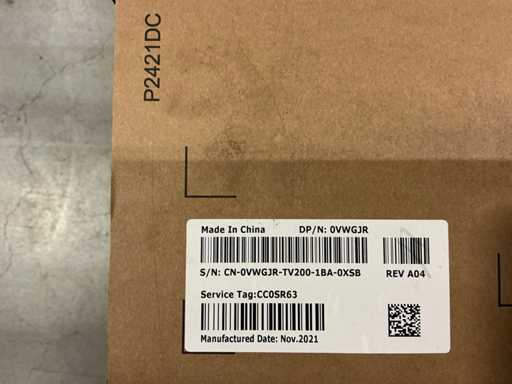 P2421DC
Made In China DP/N: 0VWGJR
S/N: CN-0VWGJR-TV200-1BA-0XSB REV A04
Service Tag:CC0SR63
Manufactured Date: Nov.2021